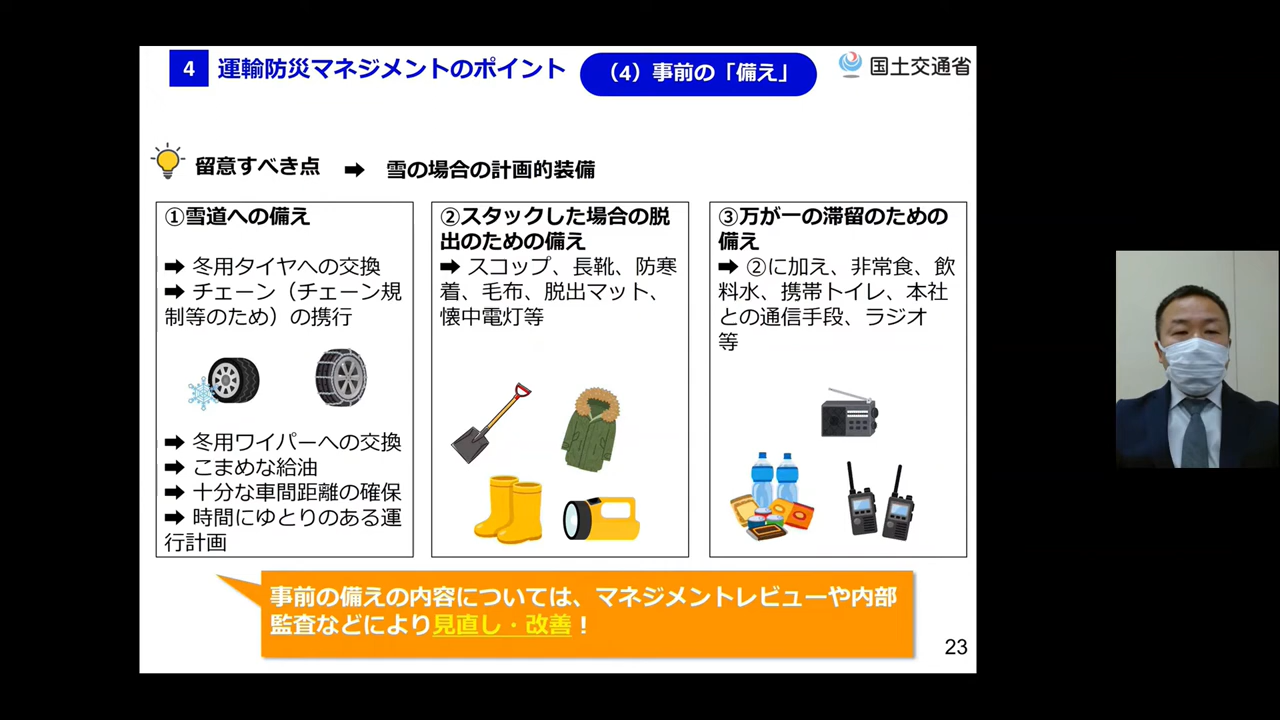 4 運輸防災マネジメントのポイント (4)事前の「備え」 国土交通省
留意すべき点 ➡ 雪の場合の計画的装備
①雪道への備え
➡ 冬用タイヤへの交換
➡ チェーン（チェーン規
制等のため）の携行
➡ 冬用ワイパーへの交換
➡ こまめな給油
➡ 十分な車間距離の確保
➡ 時間にゆとりのある運
行計画
②スタックした場合の脱
出のための備え
➡ スコップ、長靴、防寒
着、毛布、脱出マット、
懐中電灯等
③万が一の滞留のための
備え
➡ ②に加え、非常食、飲
料水、携帯トイレ、本社
との通信手段、ラジオ
等
事前の備えの内容については、マネジメントレビューや内部
監査などにより見直し・改善！
23